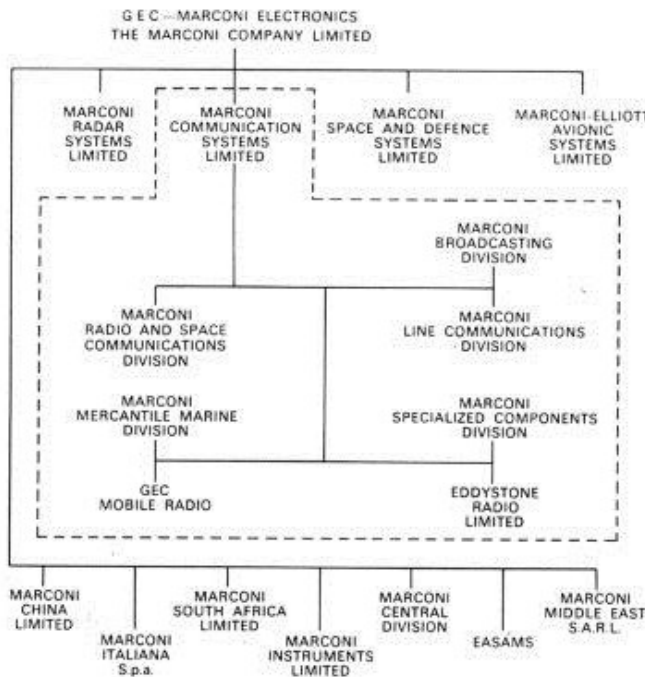 GEC—MARCONI ELECTRONICS
THE MARCONI COMPANY LIMITED
MARCONI
RADAR
SYSTEMS
LIMITED
MARCONI
COMMUNICATION
SYSTEMS
LIMITED
MARCONI
SPACE AND DEFENCE
SYSTEMS
LIMITED
MARCONI-ELLIOTT
AVIONIC
SYSTEMS
LIMITED
MARCONI
BROADCASTING
DIVISION
MARCONI
RADIO AND SPACE
COMMUNICATIONS
DIVISION
MARCONI
LINE COMMUNICATIONS
DIVISION
MARCONI
MERCANTILE MARINE
DIVISION
MARCONI
SPECIALIZED COMPONENTS
DIVISION
GEC
MOBILE RADIO
EDDYSTONE
RADIO
LIMITED
MARCONI
CHINA
LIMITED
MARCONI
ITALIANA
S.p.a.
MARCONI
SOUTH AFRICA
LIMITED
MARCONI
INSTRUMENTS
LIMITED
MARCONI
CENTRAL
DIVISION
EASAMS
MARCONI
MIDDLE EAST
S.A.R.L.